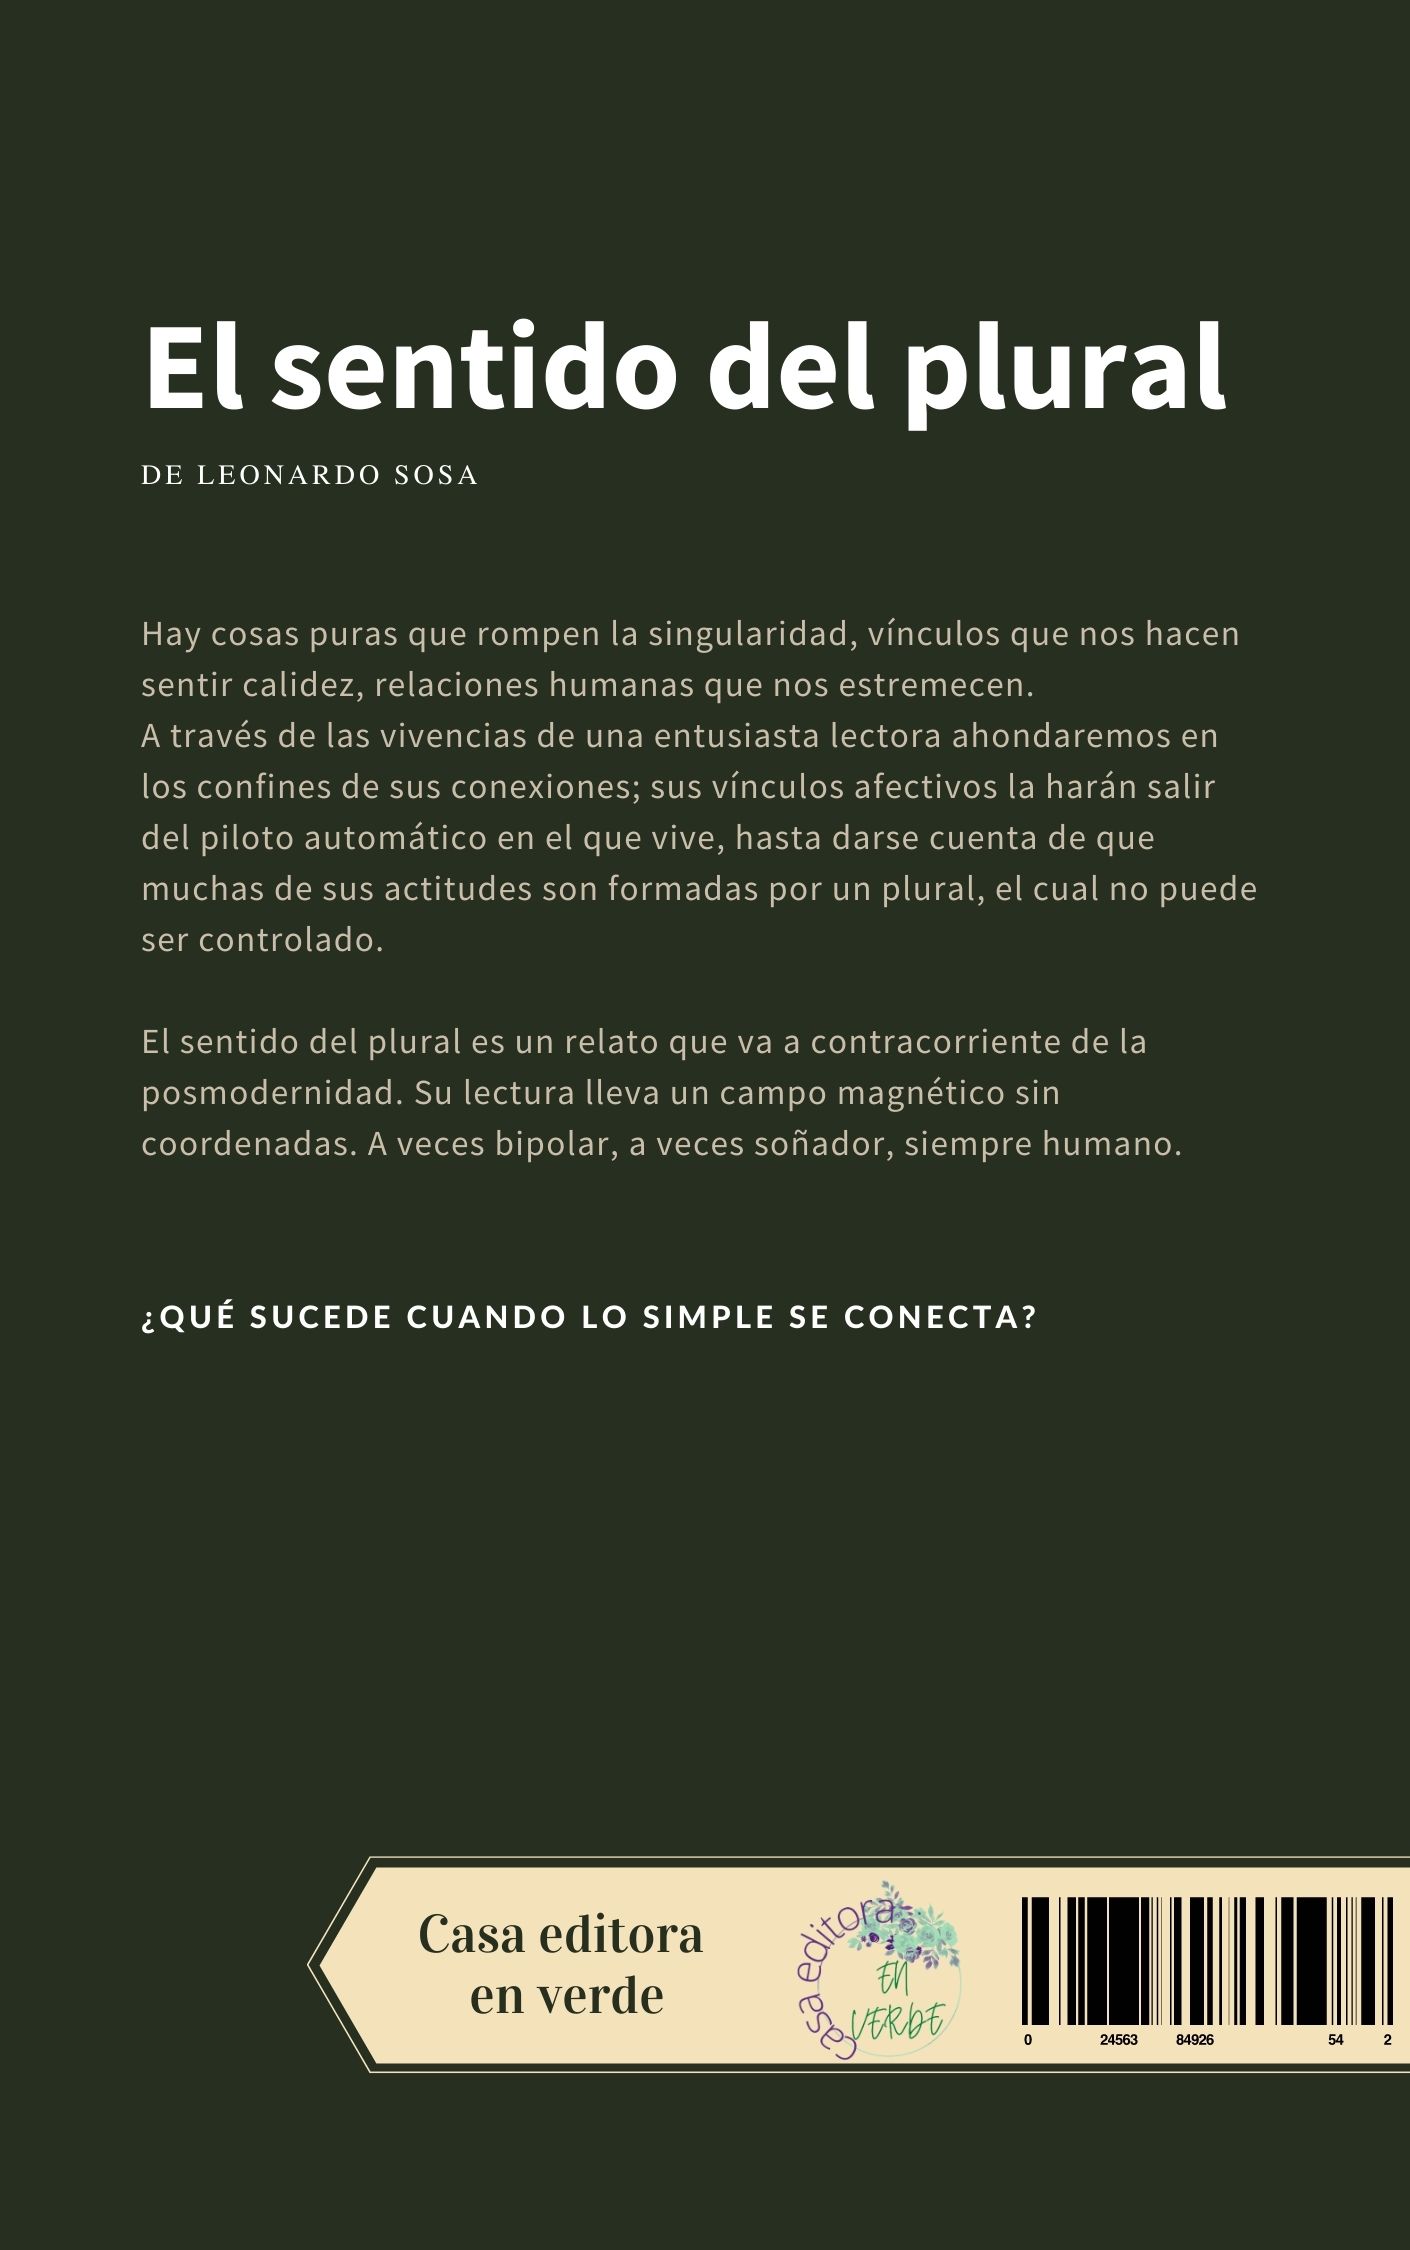 El sentido del plural
DE LEONARDO SOSA
Hay cosas puras que rompen la singularidad, vínculos que nos hacen
sentir calidez, relaciones humanas que nos estremecen.
A través de las vivencias de una entusiasta lectora ahondaremos en
los confines de sus conexiones; sus vínculos afectivos la harán salir
del piloto automático en el que vive, hasta darse cuenta de que
muchas de sus actitudes son formadas por un plural, el cual no puede
ser controlado.
El sentido del plural es un relato que va a contracorriente de la
posmodernidad. Su lectura lleva un campo magnético sin
coordenadas. A veces bipolar, a veces soñador, siempre humano.
¿QUÉ SUCEDE CUANDO LO SIMPLE SE CONECTA?
Casa editora
en verde
casa editora
EN
VERDE
0 24563 84926 54 2